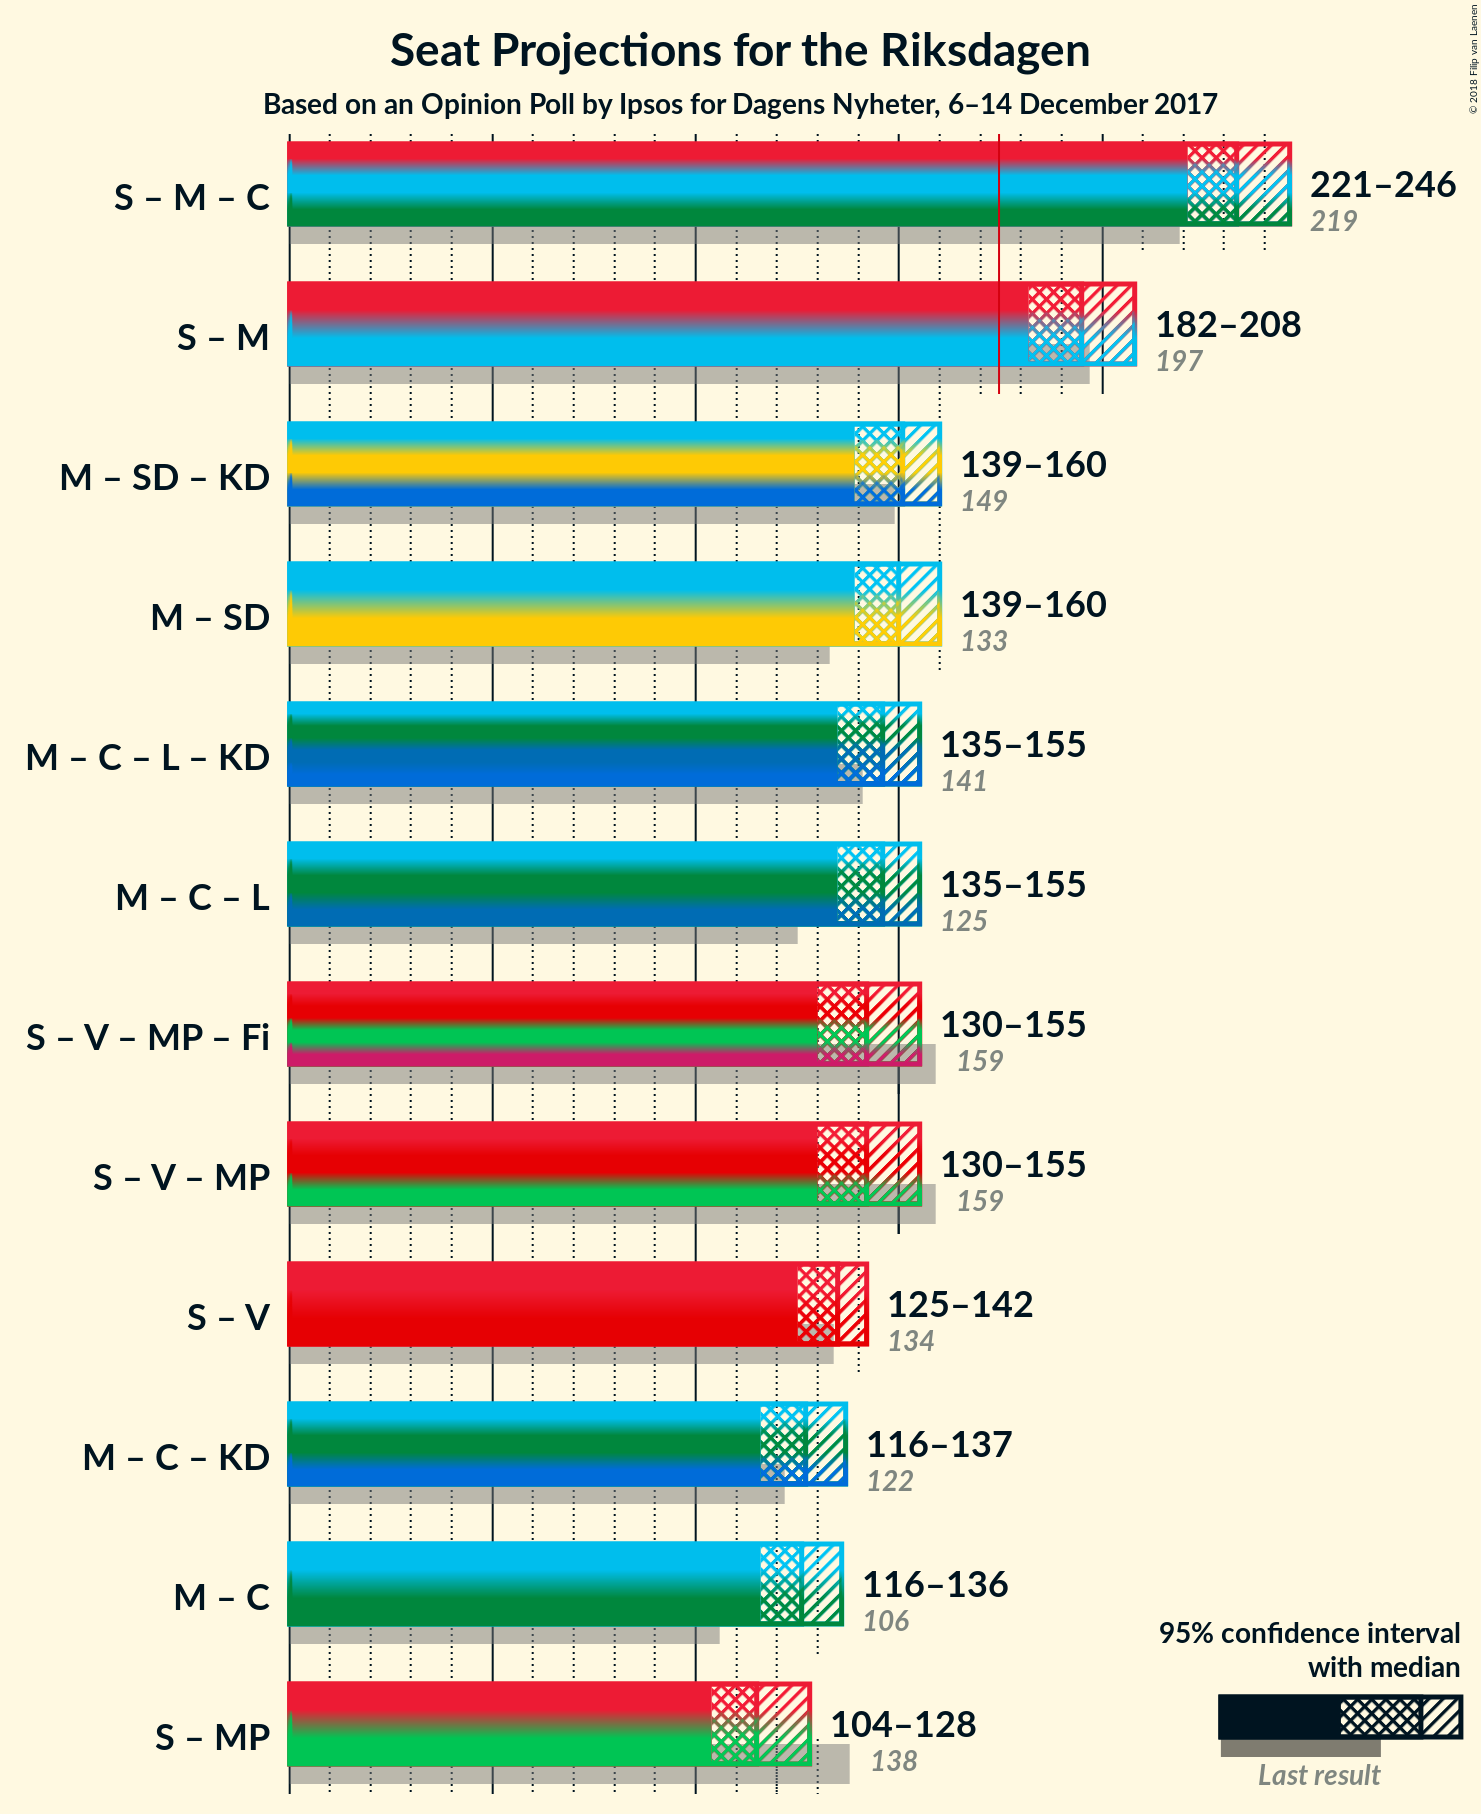 Seat Projections for the Riksdagen
Based on an Opinion Poll by Ipsos for Dagens Nyheter, 6–14 December 2017
© 2018 Filip van Laenen
S – M – C
221–246
219
S – M
182–208
197
M – SD – KD
139–160
149
M – SD
139–160
133
M – C – L – KD
135–155
141
M – C – L
135–155
125
S – V – MP – Fi
130–155
159
S – V – MP
130–155
159
S – V
125–142
134
M – C – KD
116–137
122
M – C
116–136
106
S – MP
104–128
138
95% confidence interval
with median
Last result